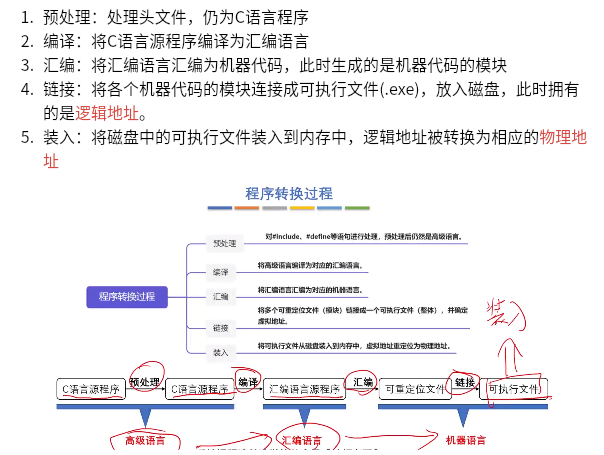 1. 预处理：处理头文件，仍为C语言程序
2. 编译：将C语言源程序编译为汇编语言
3. 汇编：将汇编语言汇编为机器代码，此时生成的是机器代码的模块
4. 链接：将各个机器代码的模块连接成可执行文件(.exe)，放入磁盘，此时拥有
的是逻辑地址。
5. 装入：将磁盘中的可执行文件装入到内存中，逻辑地址被转换为相应的物理地
址
程序转换过程
预处理 对#include、#define等语句进行处理，预处理后仍然是高级语言。
编译 将高级语言编译为对应的汇编语言。
程序转换过程
汇编 将汇编语言汇编为对应的机器语言。
链接 将多个可重定位文件（模块）链接成一个可执行文件（整体），并确定
虚拟地址。
装入 将可执行文件从磁盘装入到内存中，虚拟地址重定位为物理地址。
装入
C语言源程序 预处理 C语言源程序 编译 汇编语言源程序 汇编 可重定位文件 链接 可执行文件
高级语言 汇编语言 机器语言